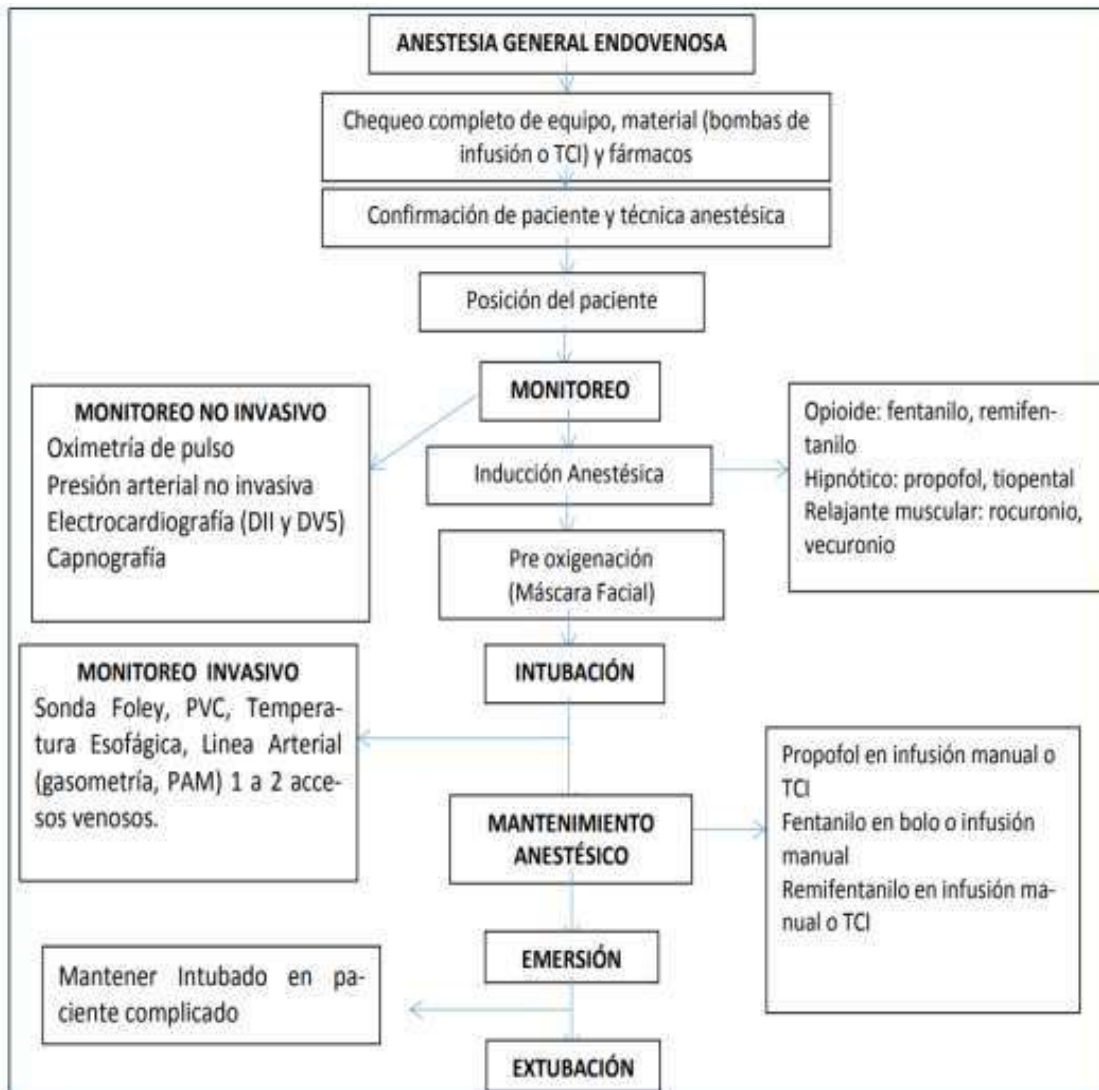 ANESTESIA GENERAL ENDOVENOSA
Chequeo completo de equipo, material (bombas de
infusión o TCI) y fármacos
Confirmación de paciente y técnica anestésica
Posición del paciente
MONITOREO
MONITOREO NO INVASIVO
Oximetría de pulso
Presión arterial no invasiva
Electrocardiografía (DII y DV5)
Capnografía
Inducción Anestésica
Opioide: fentanilo, remifen-
tanilo
Hipnótico: propofol, tiopental
Relajante muscular: rocuronio,
vecuronio
Pre oxigenación
(Máscara Facial)
INTUBACIÓN
MONITOREO INVASIVO
Sonda Foley, PVC, Tempera-
tura Esofágica, Linea Arterial
(gasometría, PAM) 1 a 2 acce-
sos venosos.
MANTENIMIENTO
ANESTÉSICO
Propofol en infusión manual o
TCI
Fentanilo en bolo o infusión
manual
Remifentanilo en infusión ma-
nual o TCI
EMERSIÓN
Mantener Intubado en pa-
ciente complicado
EXTUBACIÓN